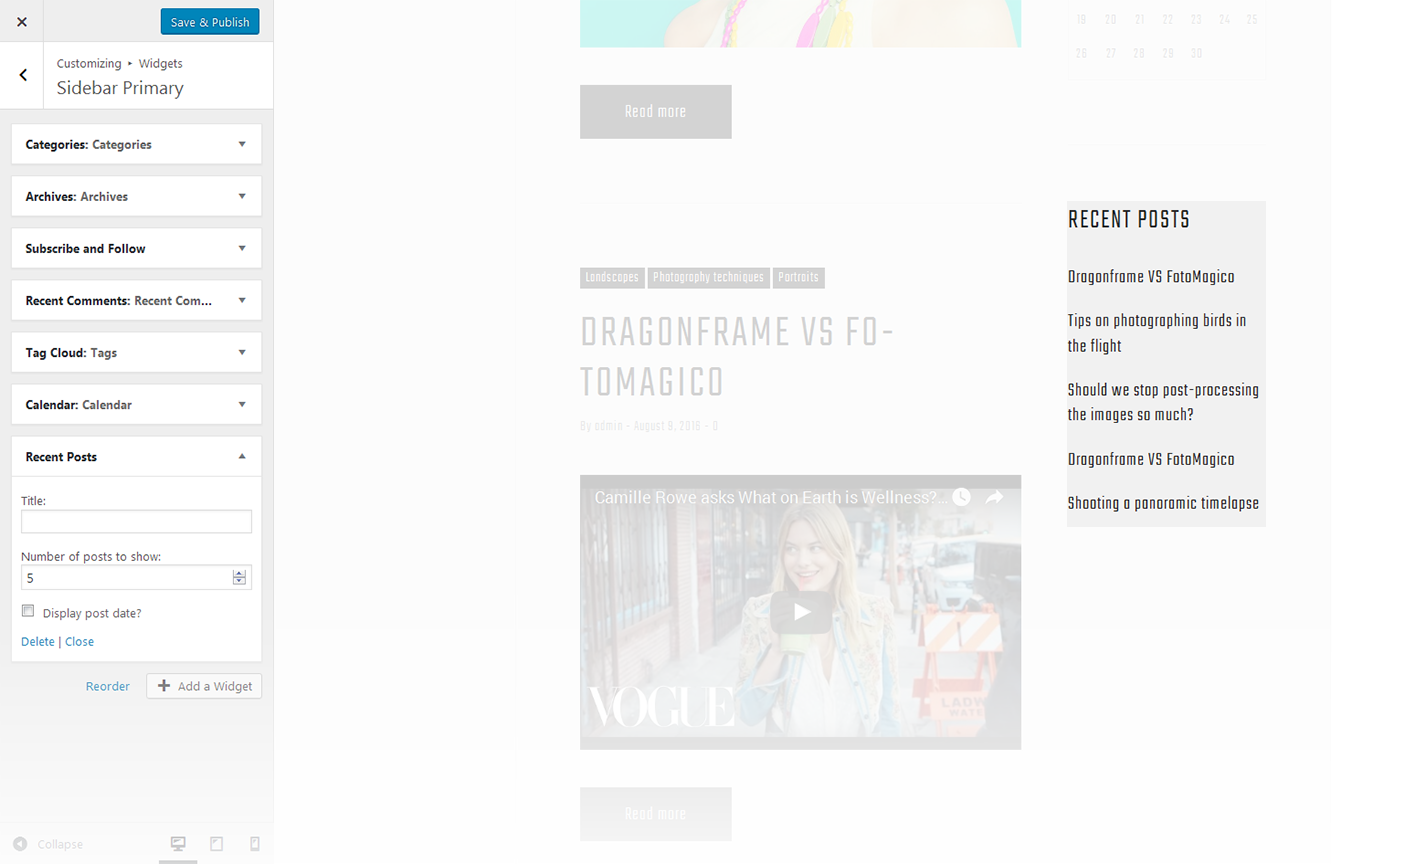 Save & Publish
Customizing ▸ Widgets
Sidebar Primary
Categories: Categories
Archives: Archives
Subscribe and Follow
Recent Comments: Recent Com...
Tag Cloud: Tags
Calendar: Calendar
Recent Posts
Title:
Number of posts to show:
5
Display post date?
Delete | Close
Reorder
Add a Widget
Collapse
Read more
Landscapes Photography techniques Portraits
DRAGONFRAME VS FO-
TOMAGICO
By admin - August 8, 2016 - 0
Camille Rowe asks What on Earth is Wellness?...
VOGUE
Read more
18 20 21 22 23 24 25
26 27 28 29 30
RECENT POSTS
Dragonframe VS FotoMagico
Tips on photographing birds in
the flight
Should we stop post-processing
the images so much?
Dragonframe VS FotoMagico
Shooting a panoramic timelapse